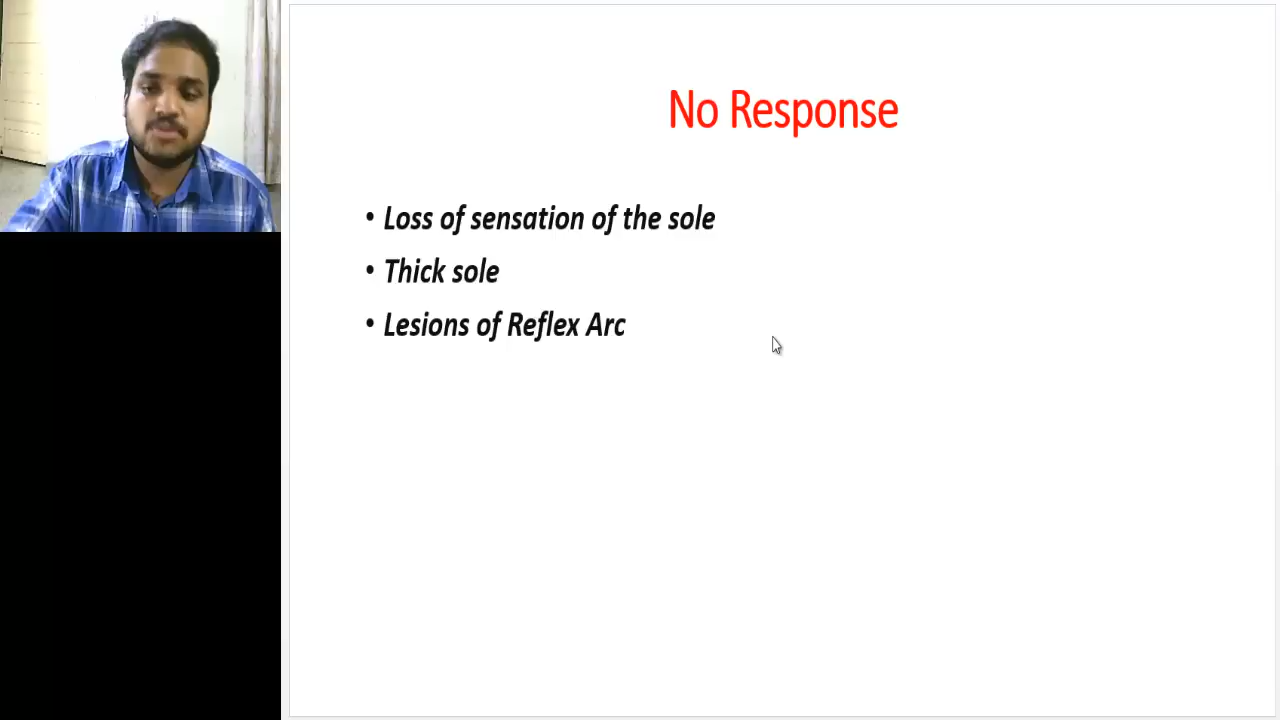 No Response
• Loss of sensation of the sole
• Thick sole
• Lesions of Reflex Arc